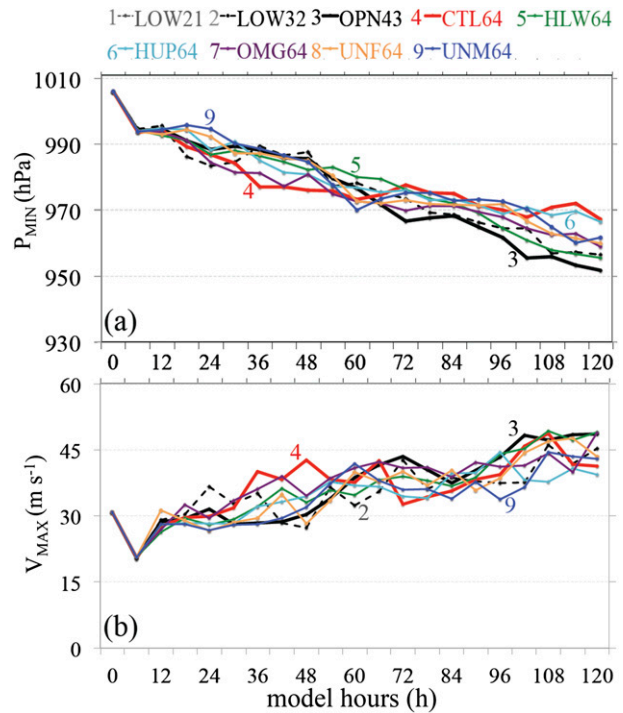 1 LOW21 2 LOW32 3 OPN43 4 CTL64 5 HLW64
6 HUP64 7 OMG64 8 UNF64 9 UNM64
1010
990
970
950
930
P_MIN (hPa)
9
4
5
6
3
(a)
0 12 24 36 48 60 72 84 96 108 120
60
45
30
15
0
V_MAX (m s⁻¹)
4
2
3
9
(b)
0 12 24 36 48 60 72 84 96 108 120
model hours (h)